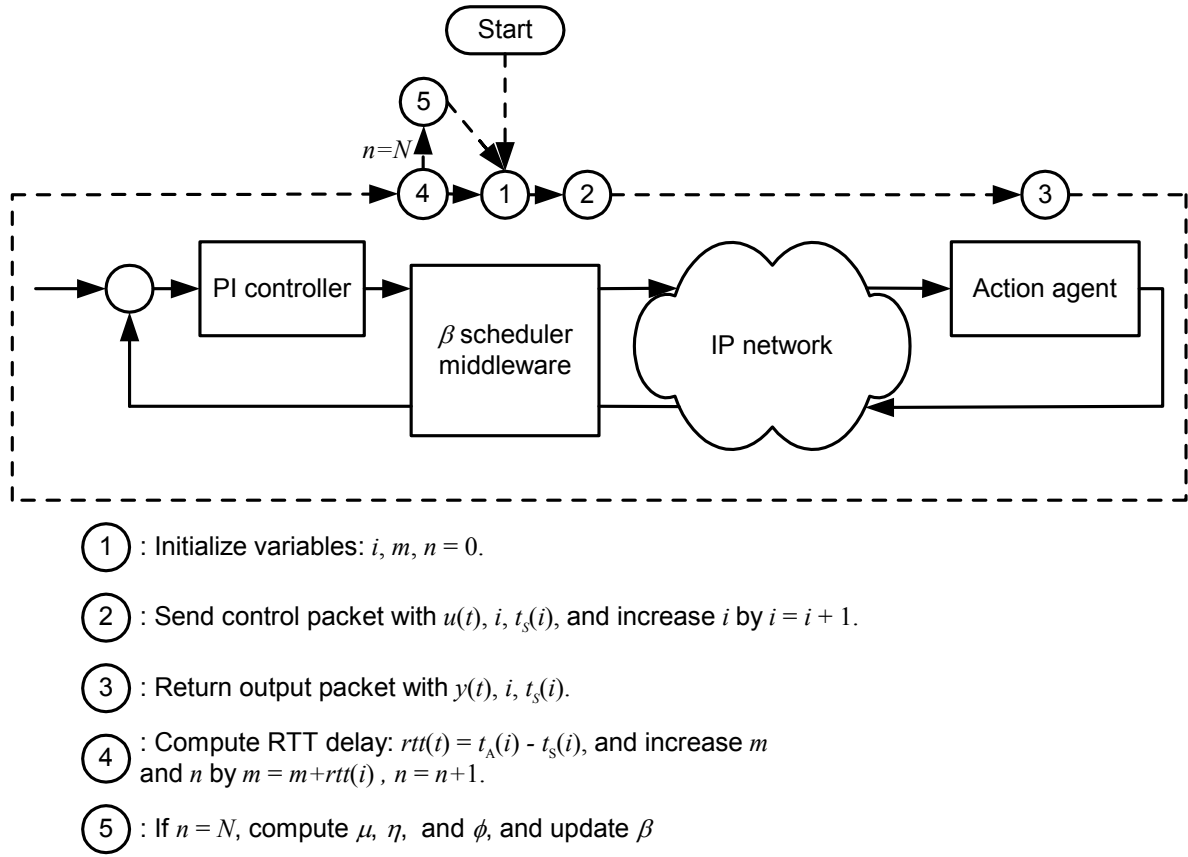 Start
5
n=N
4
1
2
3
PI controller
β scheduler
middleware
IP network
Action agent
1 : Initialize variables: i, m, n = 0.
2 : Send control packet with u(t), i, tₛ(i), and increase i by i = i + 1.
3 : Return output packet with y(t), i, tₛ(i).
4 : Compute RTT delay: rtt(t) = t_A(i) - t_S(i), and increase m
and n by m = m+rtt(i) , n = n+1.
5 : If n = N, compute μ, η, and ϕ, and update β